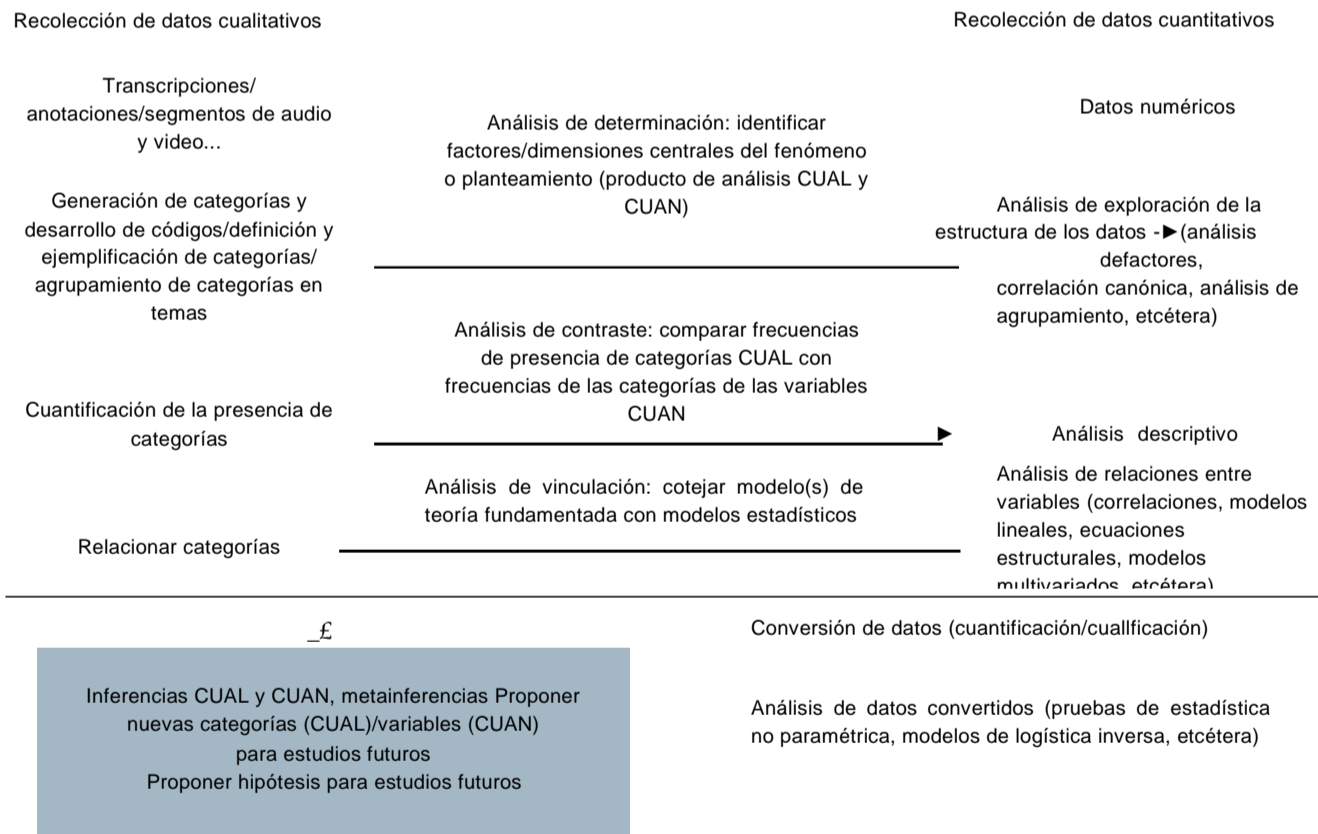 Recolección de datos cualitativos
Recolección de datos cuantitativos
Transcripciones/
anotaciones/segmentos de audio
y video...
Análisis de determinación: identificar
factores/dimensiones centrales del fenómeno
o planteamiento (producto de análisis CUAL y
CUAN)
Datos numéricos
Generación de categorías y
desarrollo de códigos/definición y
ejemplificación de categorías/
agrupamiento de categorías en
temas
Análisis de exploración de la
estructura de los datos -►(análisis
defactores,
correlación canónica, análisis de
agrupamiento, etcétera)
Análisis de contraste: comparar frecuencias
de presencia de categorías CUAL con
frecuencias de las categorías de las variables
CUAN
Cuantificación de la presencia de
categorías
Análisis descriptivo
Análisis de vinculación: cotejar modelo(s) de
teoría fundamentada con modelos estadísticos
Relacionar categorías
Análisis de relaciones entre
variables (correlaciones, modelos
lineales, ecuaciones
estructurales, modelos
multivariados, etcétera)
_£
Inferencias CUAL y CUAN, metainferencias Proponer
nuevas categorías (CUAL)/variables (CUAN)
para estudios futuros
Proponer hipótesis para estudios futuros
Conversión de datos (cuantificación/cuallficación)
Análisis de datos convertidos (pruebas de estadística
no paramétrica, modelos de logística inversa, etcétera)